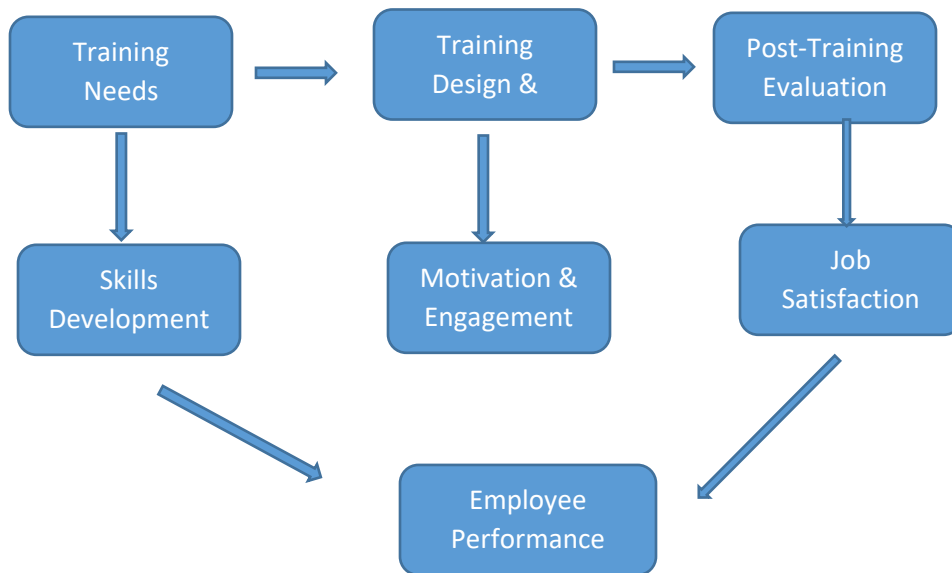 Training
Needs
Training
Design &
Post-Training
Evaluation
Skills
Development
Motivation &
Engagement
Job
Satisfaction
Employee
Performance